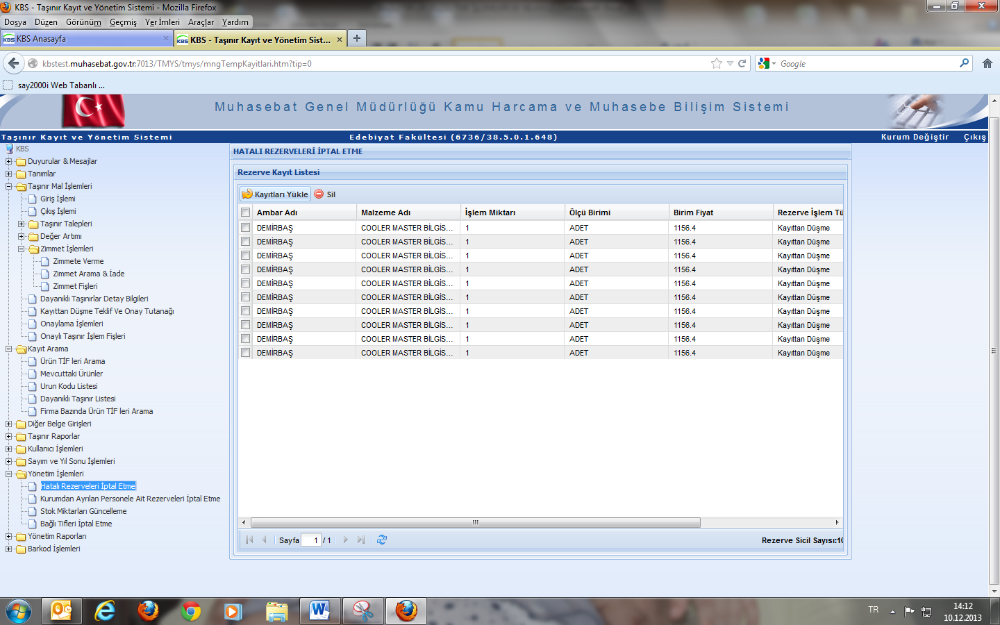 KBS - Taşınır Kayıt ve Yönetim Sistemi - Mozilla Firefox
Dosya Düzen Görünüm Geçmiş Yer İmleri Araçlar Yardım
KBS Anasayfa
KBS - Taşınır Kayıt ve Yönetim Sist...
kbstest.muhasebat.gov.tr:7013/TMYS/tmys/mngTempKayitlari.htm?tip=0
Google
say2000i Web Tabanlı ...
Muhasebat Genel Müdürlüğü Kamu Harcama ve Muhasebe Bilişim Sistemi
Taşınır Kayıt ve Yönetim Sistemi
Edebiyat Fakültesi (6736/38.5.0.1.648)
Kurum Değiştir Çıkış
KBS
Duyurular & Mesajlar
Tanımlar
Taşınır Mal İşlemleri
Giriş İşlemi
Çıkış İşlemi
Taşınır Talepleri
Değer Artımı
Zimmet İşlemleri
Zimmete Verme
Zimmet Arama & İade
Zimmet Fişleri
Dayanıklı Taşınırlar Detay Bilgileri
Kayıttan Düşme Teklif Ve Onay Tutanağı
Onaylama İşlemleri
Onaylı Taşınır İşlem Fişleri
Kayıt Arama
Ürün TİF leri Arama
Mevcuttaki Ürünler
Urun Kodu Listesi
Dayanıklı Taşınır Listesi
Firma Bazında Ürün TİF leri Arama
Diğer Belge Girişleri
Taşınır Raporlar
Kullanıcı İşlemleri
Sayım ve Yıl Sonu İşlemleri
Yönetim İşlemleri
Hatalı Rezerveleri İptal Etme
Kurumdan Ayrılan Personele Ait Rezerveleri İptal Etme
Stok Miktarları Güncelleme
Bağlı Tifleri İptal Etme
Yönetim Raporları
Barkod İşlemleri
HATALI REZERVELERİ İPTAL ETME
Rezerve Kayıt Listesi
Kayıtları Yükle Sil
Ambar Adı Malzeme Adı İşlem Miktarı Ölçü Birimi Birim Fiyat Rezerve İşlem Tü
DEMİRBAŞ COOLER MASTER BİLGİS... 1 ADET 1156.4 Kayıttan Düşme
DEMİRBAŞ COOLER MASTER BİLGİS... 1 ADET 1156.4 Kayıttan Düşme
DEMİRBAŞ COOLER MASTER BİLGİS... 1 ADET 1156.4 Kayıttan Düşme
DEMİRBAŞ COOLER MASTER BİLGİS... 1 ADET 1156.4 Kayıttan Düşme
DEMİRBAŞ COOLER MASTER BİLGİS... 1 ADET 1156.4 Kayıttan Düşme
DEMİRBAŞ COOLER MASTER BİLGİS... 1 ADET 1156.4 Kayıttan Düşme
DEMİRBAŞ COOLER MASTER BİLGİS... 1 ADET 1156.4 Kayıttan Düşme
DEMİRBAŞ COOLER MASTER BİLGİS... 1 ADET 1156.4 Kayıttan Düşme
DEMİRBAŞ COOLER MASTER BİLGİS... 1 ADET 1156.4 Kayıttan Düşme
DEMİRBAŞ COOLER MASTER BİLGİS... 1 ADET 1156.4 Kayıttan Düşme
Sayfa 1 / 1
Rezerve Sicil Sayısı:10
TR
14:12
10.12.2013